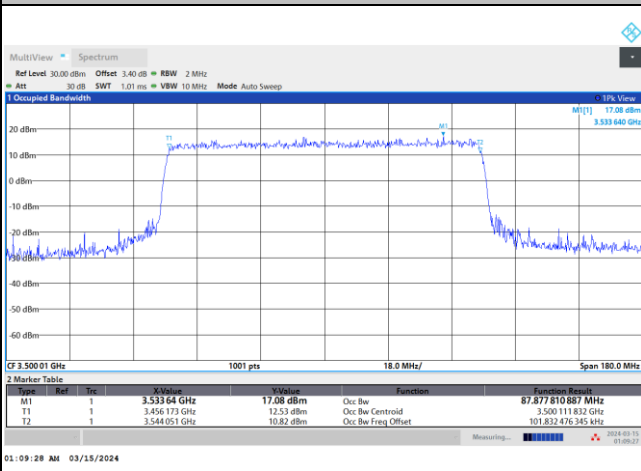 MultiView Spectrum
Ref Level 30.00 dBm Offset 3.40 dB RBW 2 MHz
Att 30 dB SWT 1.01 ms VBW 10 MHz Mode Auto Sweep
1 Occupied Bandwidth 1Pk View
M1[1] 17.08 dBm
3.533 640 GHz
20 dBm
T1
M1
T2
10 dBm
0 dBm
-10 dBm
-20 dBm
-30 dBm
-40 dBm
-50 dBm
-60 dBm
CF 3.500 01 GHz 1001 pts 18.0 MHz/ Span 180.0 MHz
2 Marker Table
Type Ref Trc X-Value Y-Value Function Function Result
M1 1 3.533 64 GHz 17.08 dBm Occ Bw 87.877 810 887 MHz
T1 1 3.456 173 GHz 12.53 dBm Occ Bw Centroid 3.500 111 832 GHz
T2 1 3.544 051 GHz 10.82 dBm Occ Bw Freq Offset 101.832 476 345 kHz
Measuring... 2024-03-15
01:09:27
01:09:28 AM 03/15/2024